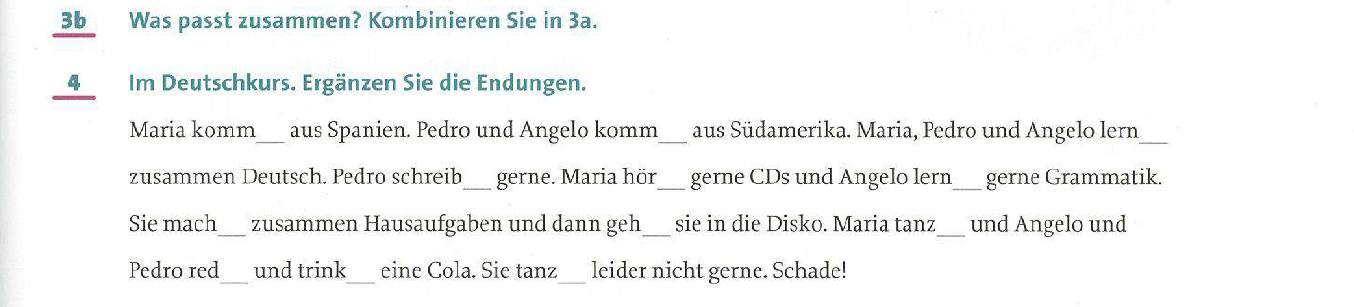 3b Was passt zusammen? Kombinieren Sie in 3a.
4 Im Deutschkurs. Ergänzen Sie die Endungen.
Maria komm__ aus Spanien. Pedro und Angelo komm__ aus Südamerika. Maria, Pedro und Angelo lern__
zusammen Deutsch. Pedro schreib__ gerne. Maria hör__ gerne CDs und Angelo lern__ gerne Grammatik.
Sie mach__ zusammen Hausaufgaben und dann geh__ sie in die Disko. Maria tanz__ und Angelo und
Pedro red__ und trink__ eine Cola. Sie tanz__ leider nicht gerne. Schade!